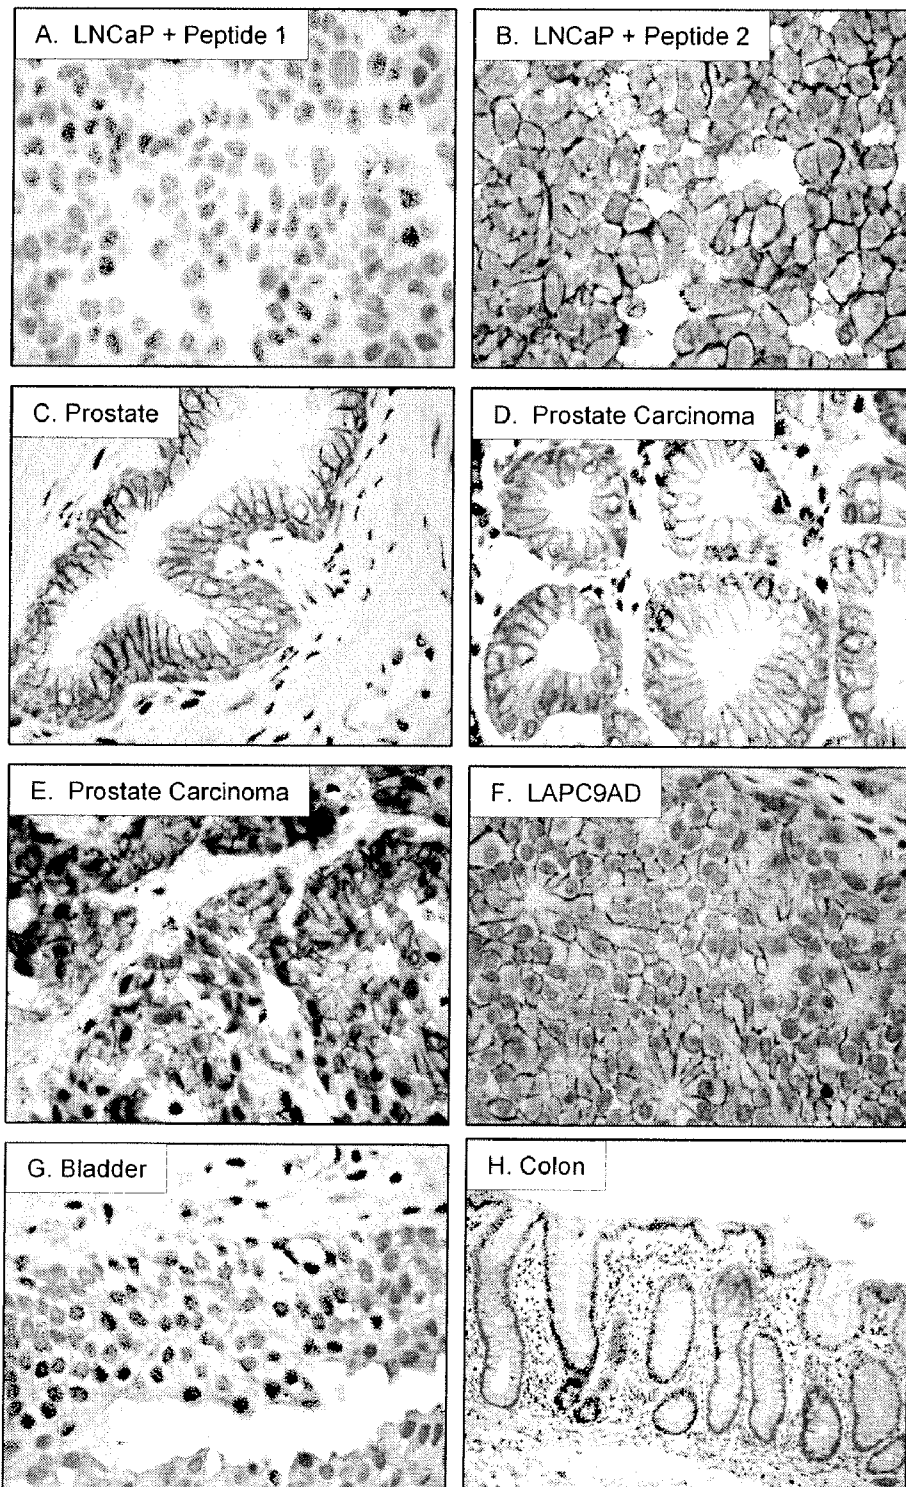 A. LNCaP + Peptide 1
B. LNCaP + Peptide 2
C. Prostate
D. Prostate Carcinoma
E. Prostate Carcinoma
F. LAPC9AD
G. Bladder
H. Colon